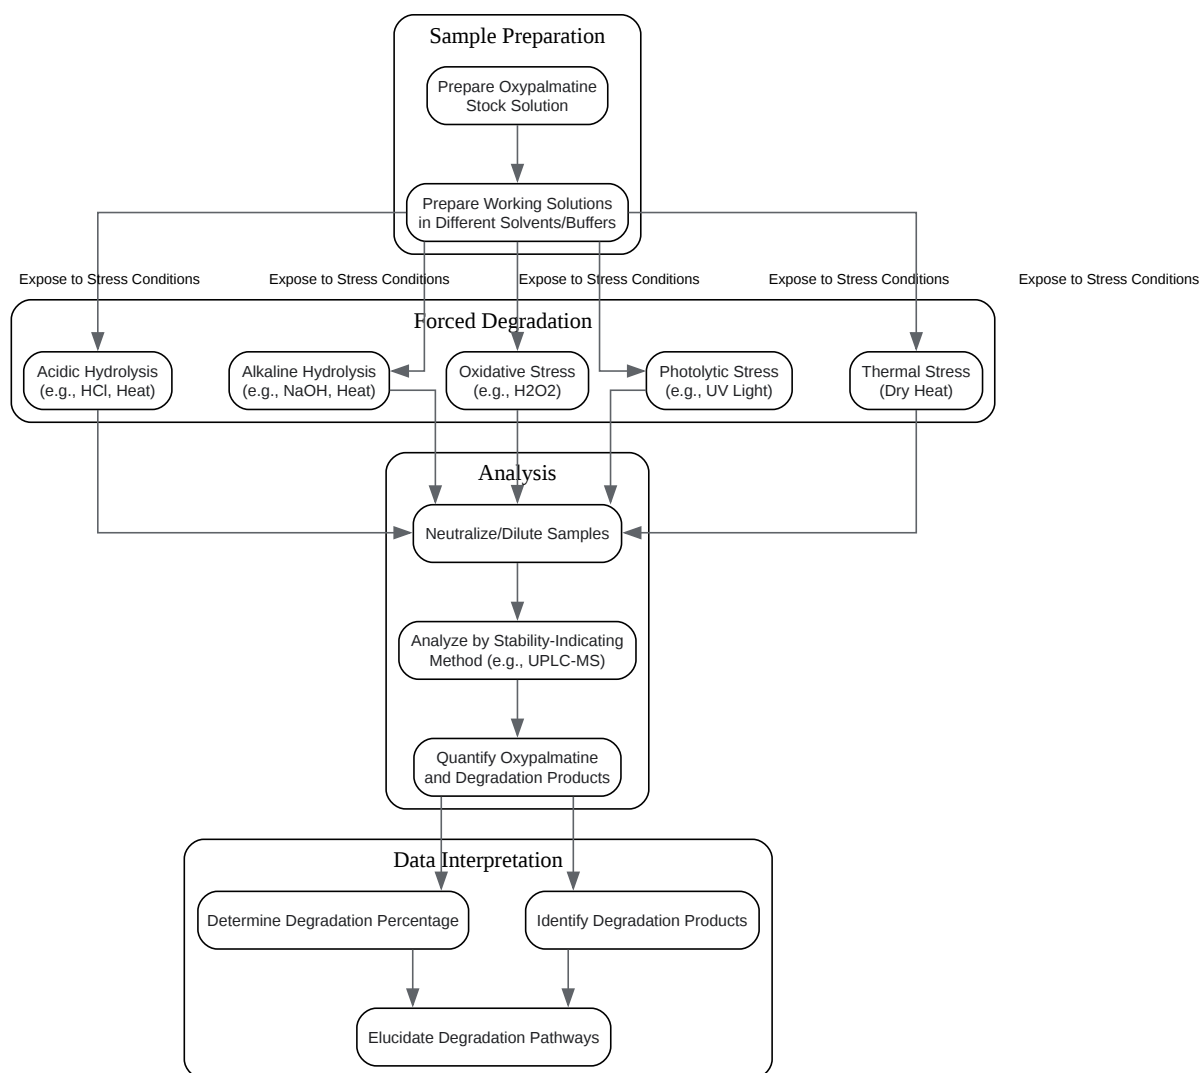 Sample Preparation
Prepare Oxypalmatine
Stock Solution
Prepare Working Solutions
in Different Solvents/Buffers
Expose to Stress Conditions
Expose to Stress Conditions
Expose to Stress Conditions
Expose to Stress Conditions
Expose to Stress Conditions
Forced Degradation
Acidic Hydrolysis
(e.g., HCl, Heat)
Alkaline Hydrolysis
(e.g., NaOH, Heat)
Oxidative Stress
(e.g., H2O2)
Photolytic Stress
(e.g., UV Light)
Thermal Stress
(Dry Heat)
Analysis
Neutralize/Dilute Samples
Analyze by Stability-Indicating
Method (e.g., UPLC-MS)
Quantify Oxypalmatine
and Degradation Products
Data Interpretation
Determine Degradation Percentage
Identify Degradation Products
Elucidate Degradation Pathways